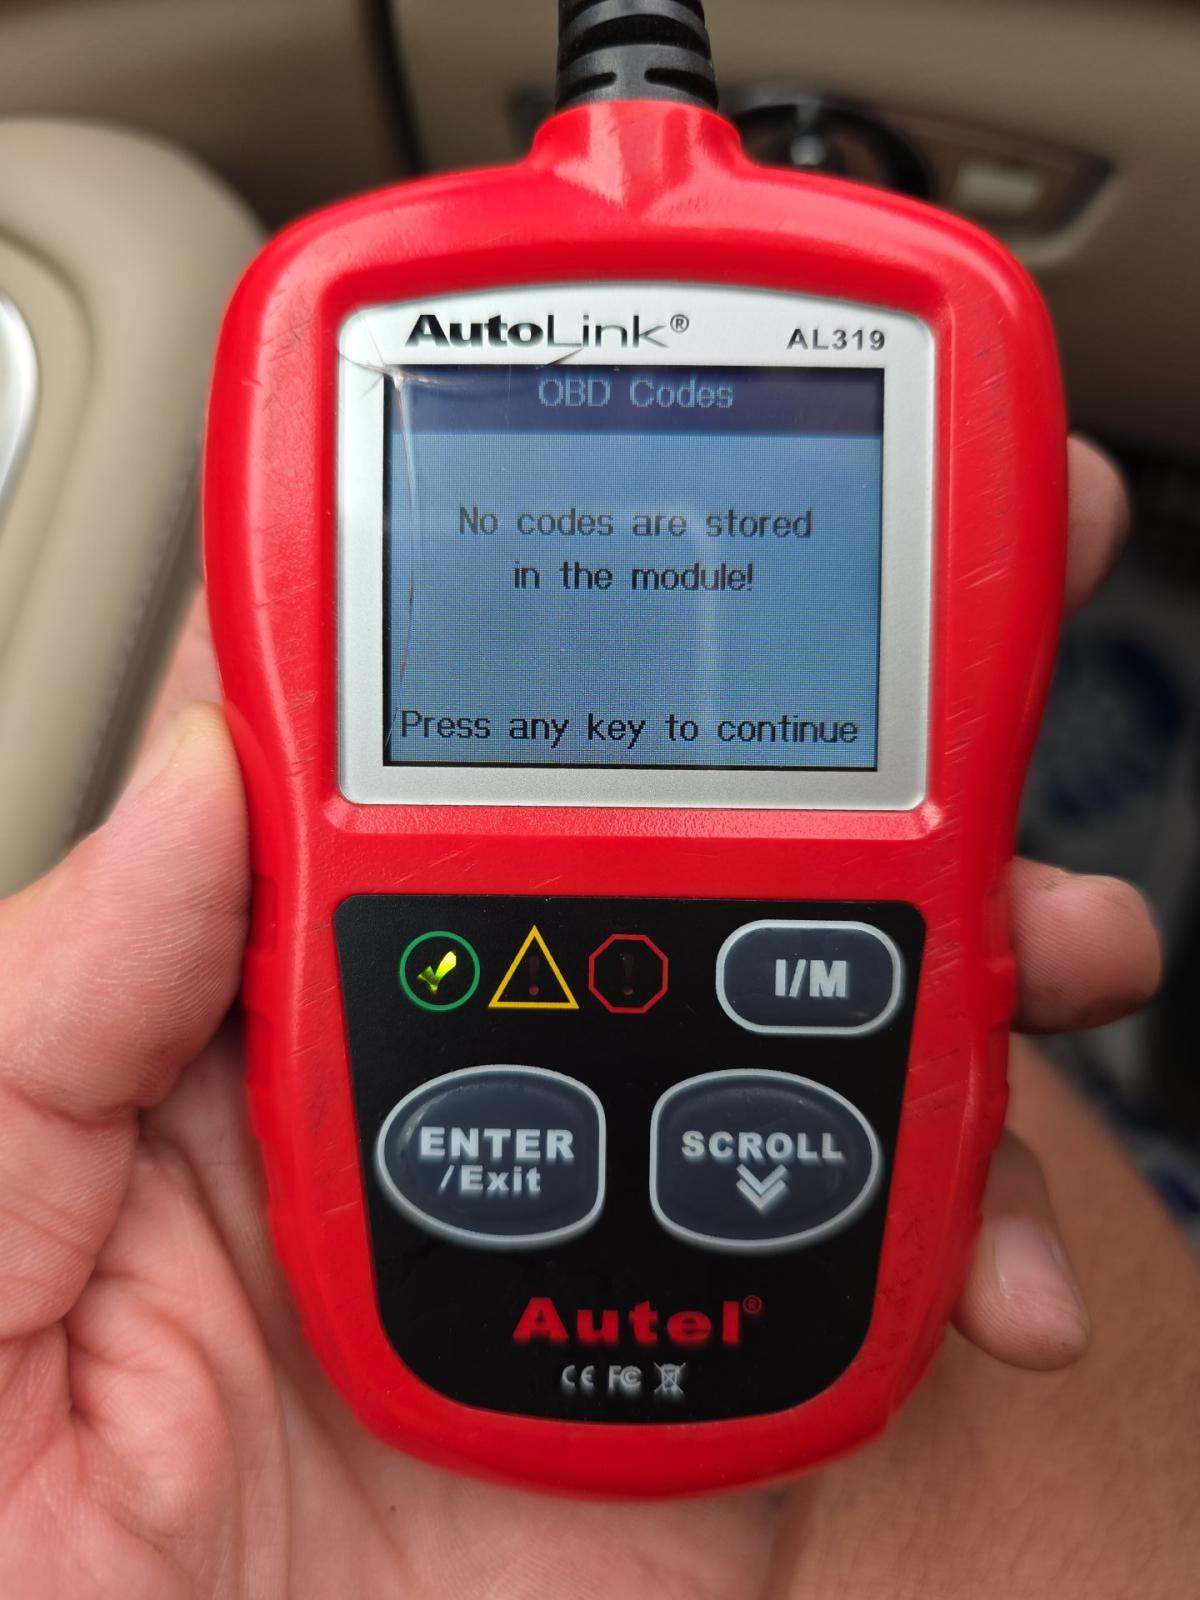 AutoLink®
AL319
OBD Codes
No codes are stored
in the module!
Press any key to continue
I/M
ENTER
/Exit
SCROLL
Autel®
CE FC